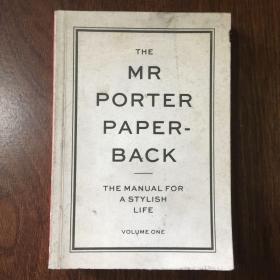 THE
MR
PORTER
PAPER-
BACK
THE MANUAL FOR
A STYLISH
LIFE
VOLUME ONE